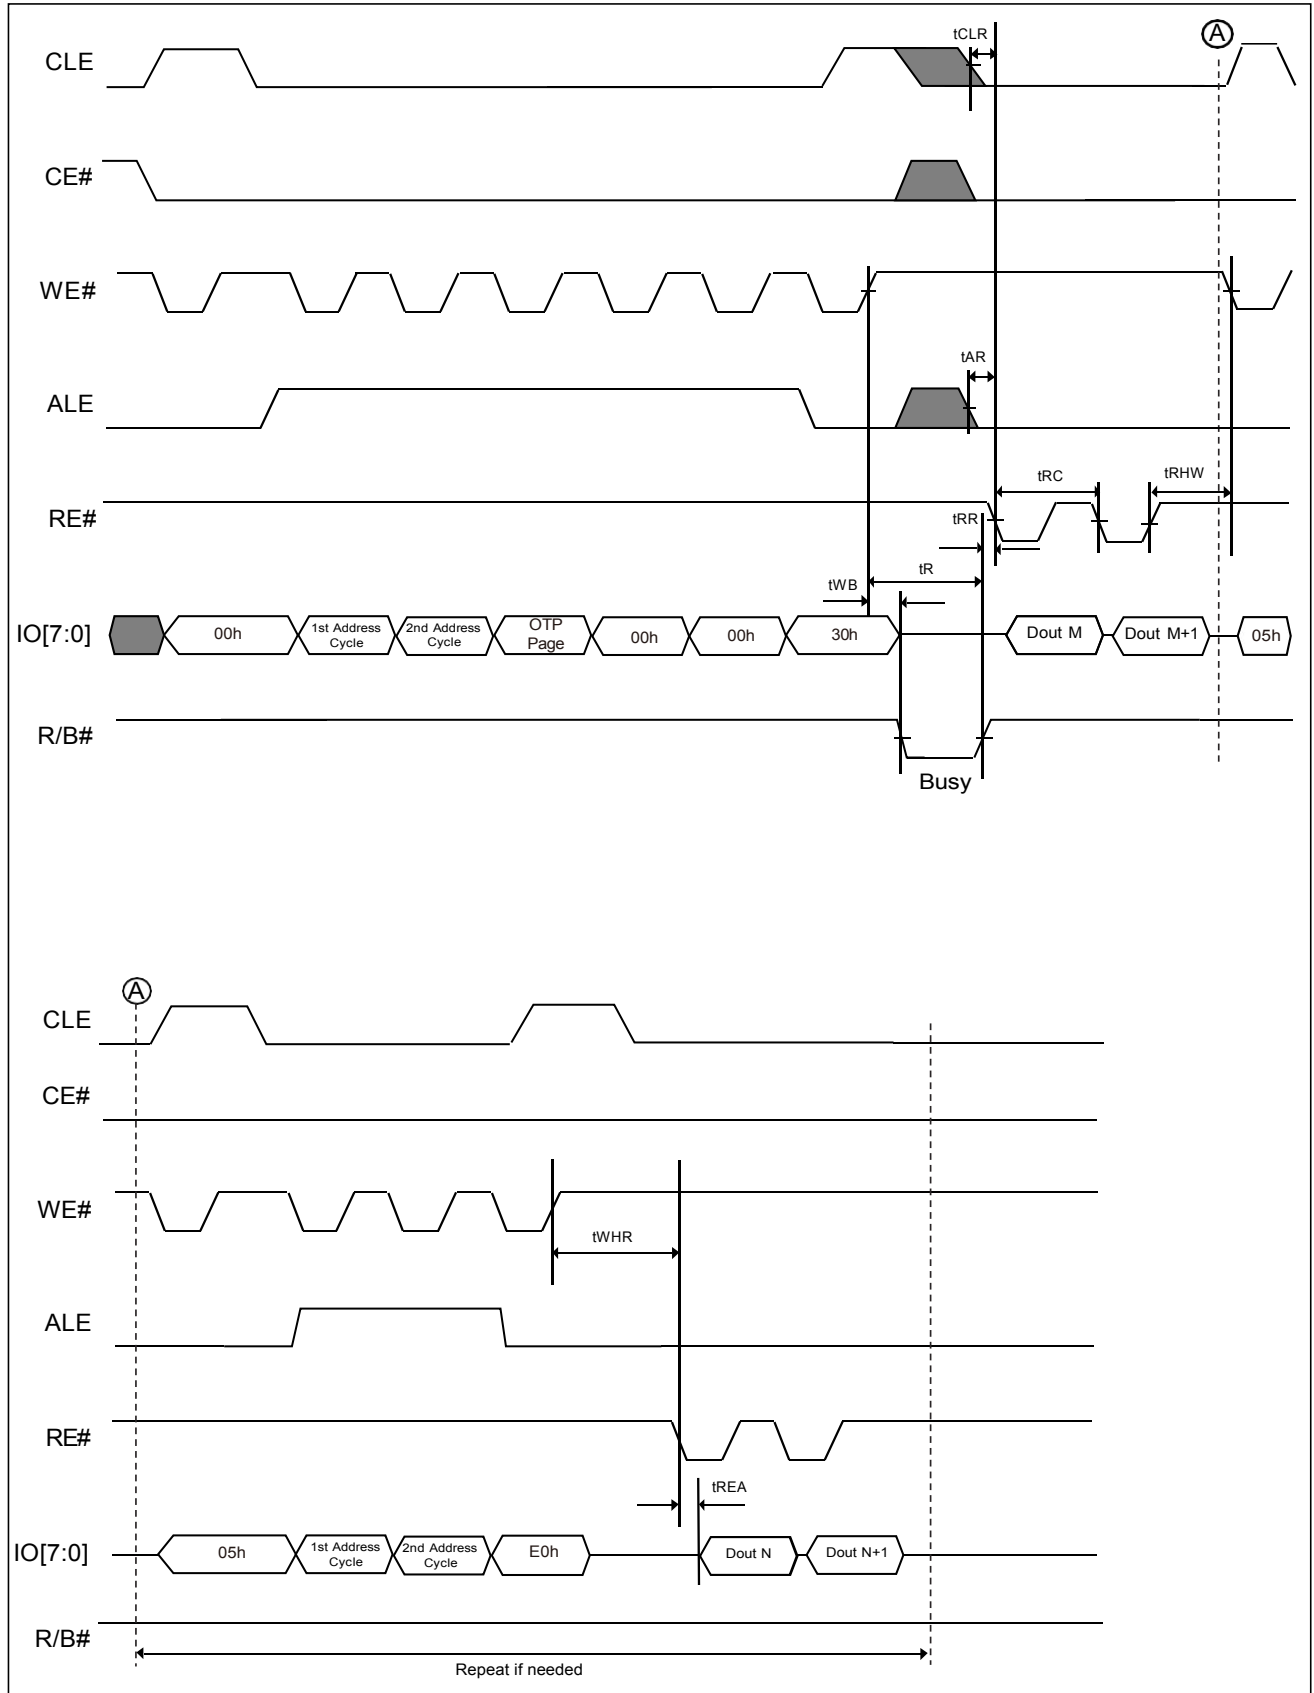 CLE
tCLR
A
CE#
WE#
ALE
tAR
RE#
tRC
tRHW
tRR
tR
tWB
IO[7:0]
00h
1st Address
Cycle
2nd Address
Cycle
OTP
Page
00h
00h
30h
Dout M
Dout M+1
05h
R/B#
Busy
A
CLE
CE#
WE#
tWHR
ALE
RE#
tREA
IO[7:0]
05h
1st Address
Cycle
2nd Address
Cycle
E0h
Dout N
Dout N+1
R/B#
Repeat if needed